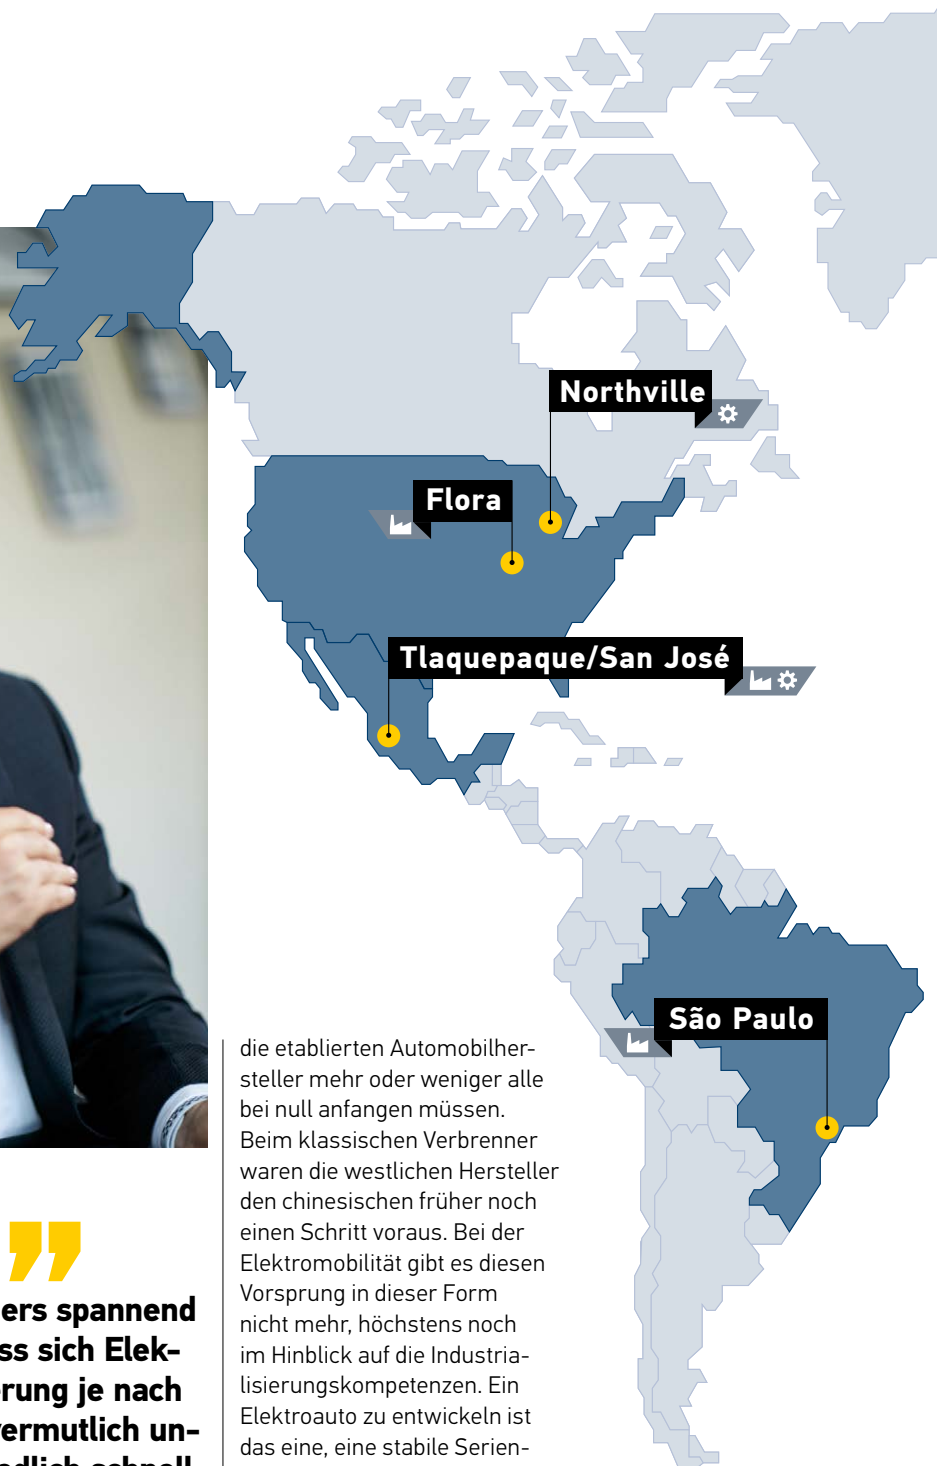 Northville
Flora
Tlaquepaque/San José
São Paulo
die etablierten Automobilher-
steller mehr oder weniger alle
bei null anfangen müssen.
Beim klassischen Verbrenner
waren die westlichen Hersteller
den chinesischen früher noch
einen Schritt voraus. Bei der
Elektromobilität gibt es diesen
Vorsprung in dieser Form
nicht mehr, höchstens noch
im Hinblick auf die Industria-
lisierungskompetenzen. Ein
Elektroauto zu entwickeln ist
das eine, eine stabile Serien-
”
ers spannend
ss sich Elek-
rung je nach
vermutlich un-
dlich schnell